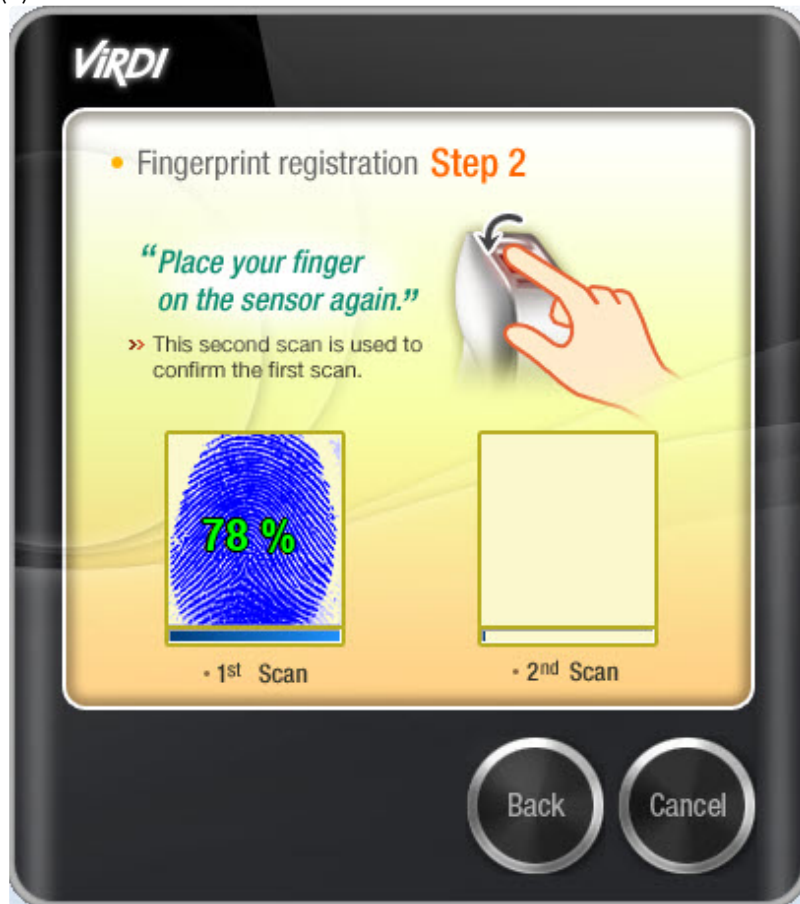 ViRDI
• Fingerprint registration Step 2
“Place your finger
on the sensor again.”
» This second scan is used to
confirm the first scan.
78 %
• 1st Scan
• 2nd Scan
Back
Cancel